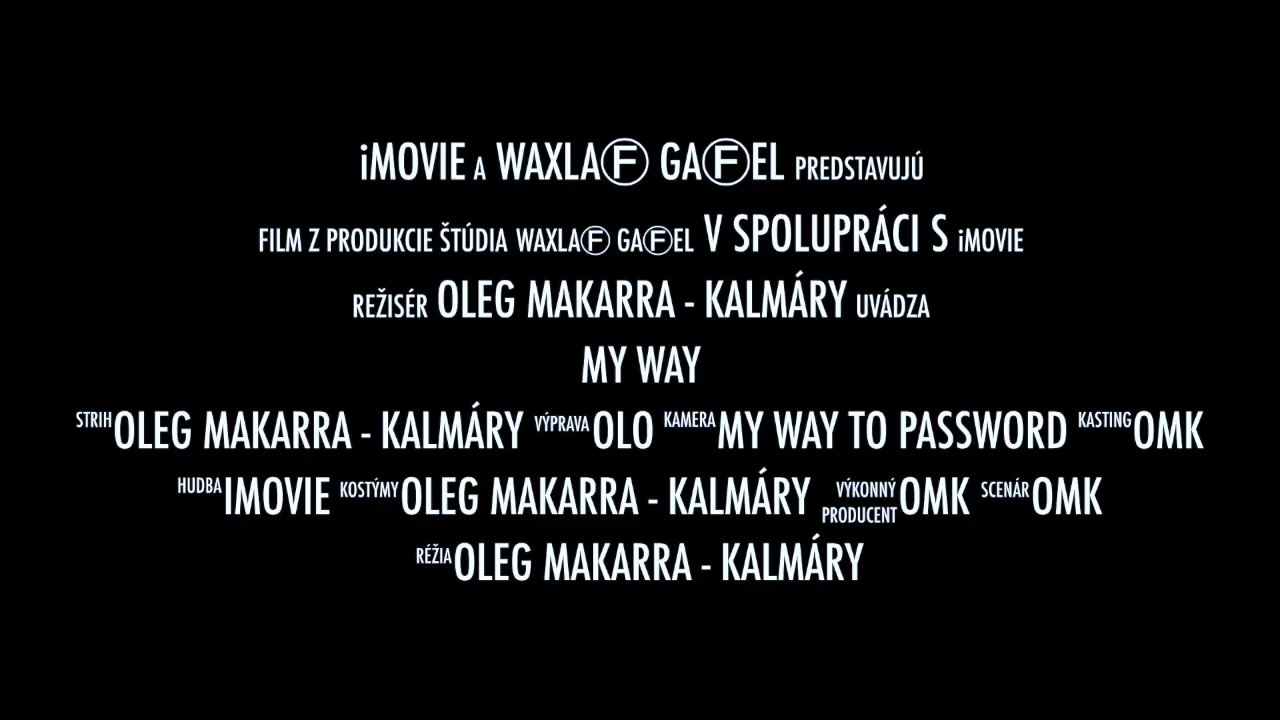 iMOVIE A WAXLAⒻ GAⒻEL PREDSTAVUJÚ
FILM Z PRODUKCIE ŠTÚDIA WAXLAⒻ GAⒻEL V SPOLUPRÁCI S iMOVIE
REŽISÉR OLEG MAKARRA - KALMÁRY UVÁDZA
MY WAY
STRIH OLEG MAKARRA - KALMÁRY VÝPRAVA OLO KAMERA MY WAY TO PASSWORD KASTING OMK
HUDBA IMOVIE KOSTÝMY OLEG MAKARRA - KALMÁRY VÝKONNÝ PRODUCENT OMK SCENÁR OMK
RÉŽIA OLEG MAKARRA - KALMÁRY